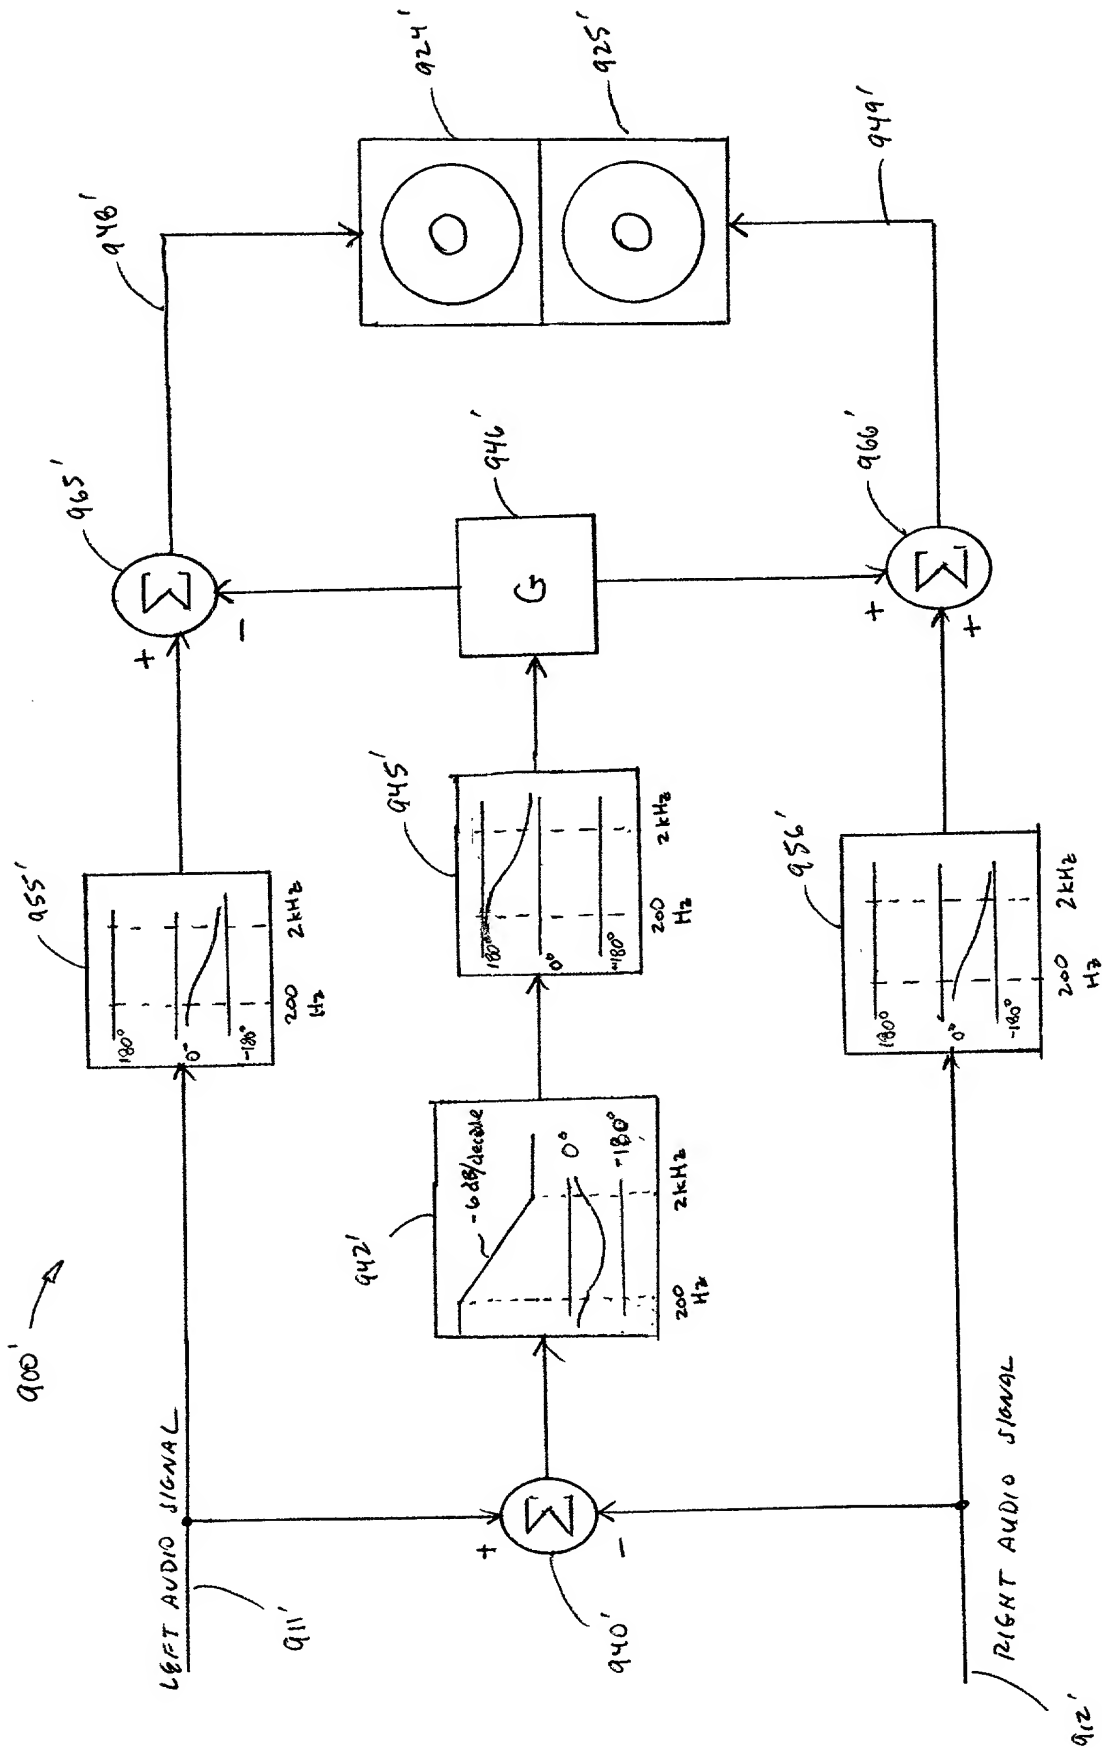 900'
LEFT AUDIO SIGNAL
911'
955'
180°
0°
-180°
200
Hz
2kHz
+
-
Σ
965'
948'
+
-
Σ
940'
942'
-6 dB/decade
0°
-180°
200
Hz
2kHz
945'
180°
0°
-180°
200
Hz
2kHz
G
946'
924'
925'
RIGHT AUDIO SIGNAL
912'
956'
180°
0°
-180°
200
Hz
2kHz
+
+
Σ
966'
949'